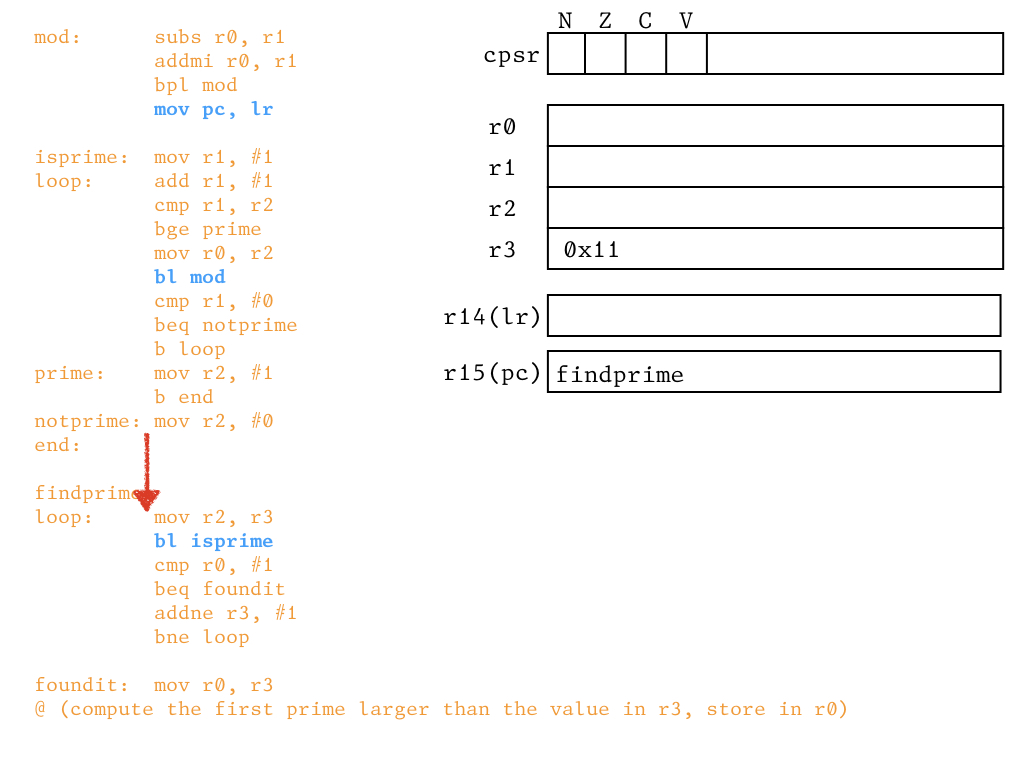 mod:      subs r0, r1
          addmi r0, r1
          bpl mod
          mov pc, lr
isprime:  mov r1, #1
loop:     add r1, #1
          cmp r1, r2
          bge prime
          mov r0, r2
          bl mod
          cmp r1, #0
          beq notprime
          b loop
prime:    mov r2, #1
          b end
notprime: mov r2, #0
end:
findprime
loop:     mov r2, r3
          bl isprime
          cmp r0, #1
          beq foundit
          addne r3, #1
          bne loop
foundit:  mov r0, r3
@ (compute the first prime larger than the value in r3, store in r0)
N Z C V
cpsr
r0
r1
r2
r3 0x11
r14(lr)
r15(pc) findprime